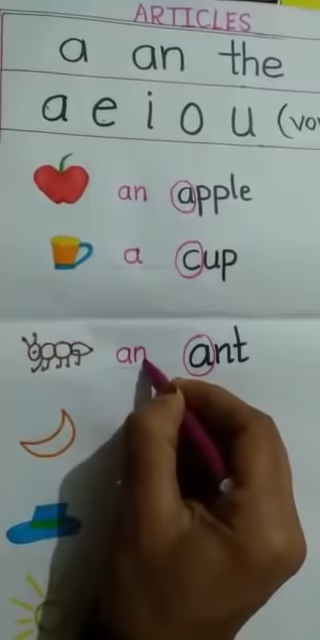 ARTICLES
a an the
a e i o u (vo
an apple
a cup
an ant